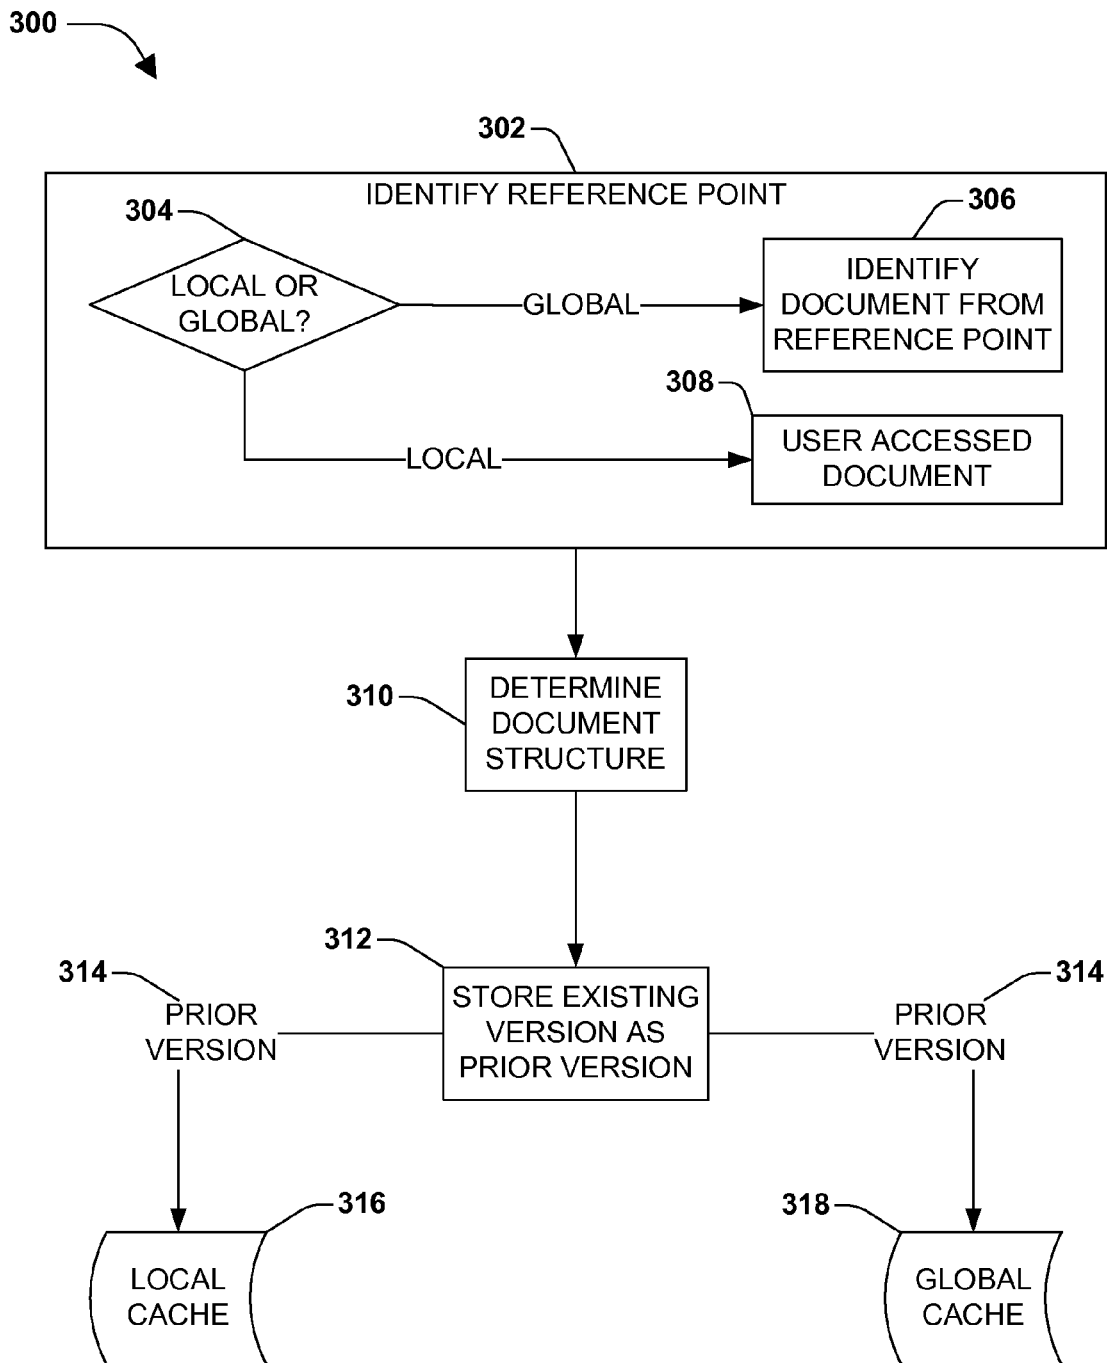 300
302
IDENTIFY REFERENCE POINT
304
LOCAL OR
GLOBAL?
GLOBAL
306
IDENTIFY
DOCUMENT FROM
REFERENCE POINT
LOCAL
308
USER ACCESSED
DOCUMENT
310
DETERMINE
DOCUMENT
STRUCTURE
312
STORE EXISTING
VERSION AS
PRIOR VERSION
314
PRIOR
VERSION
314
PRIOR
VERSION
316
LOCAL
CACHE
318
GLOBAL
CACHE